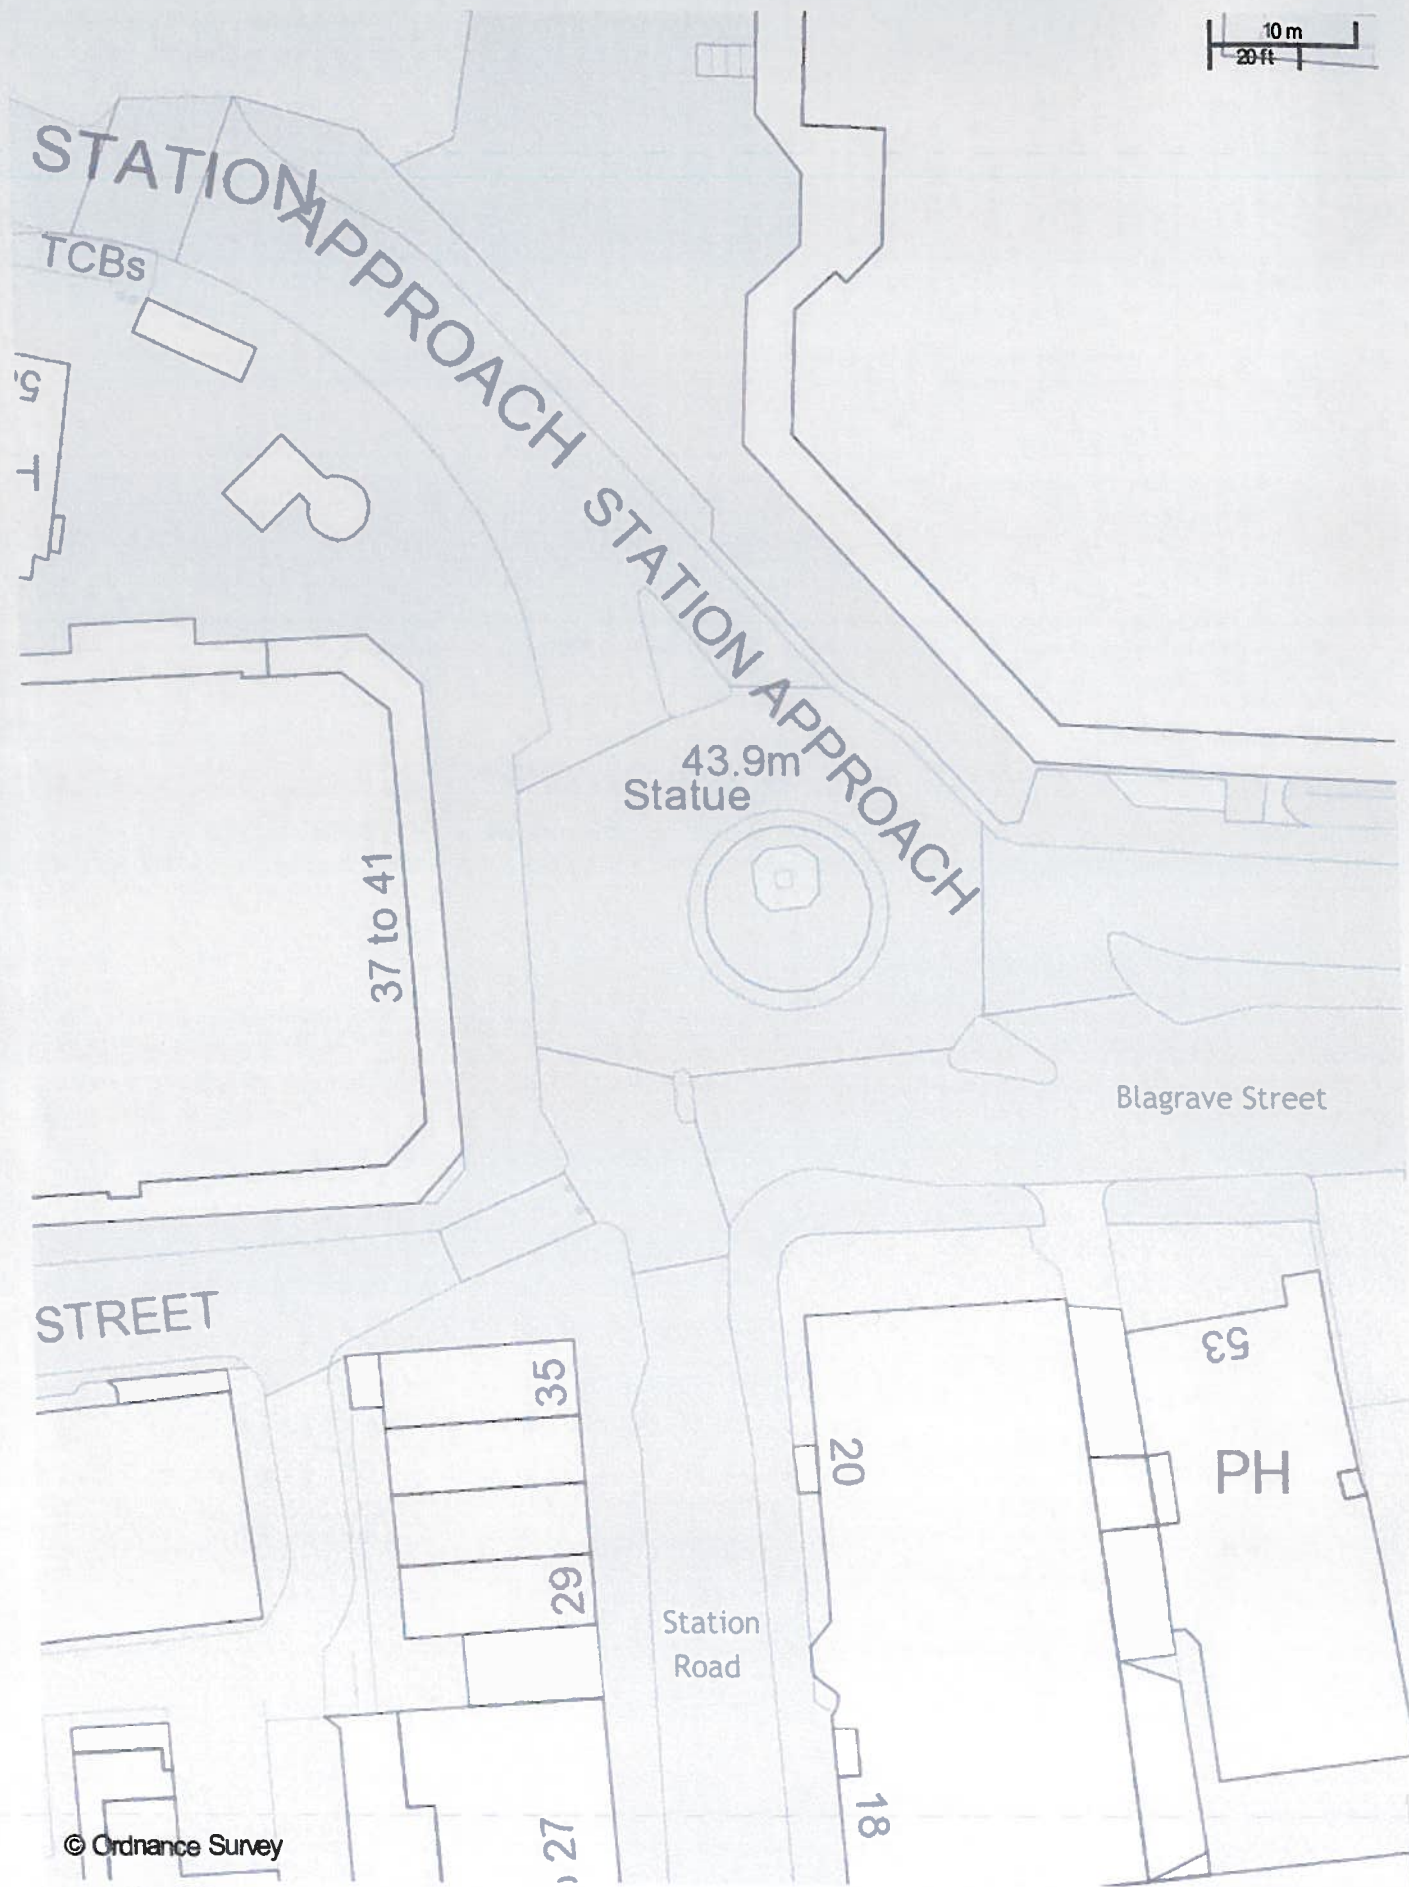 10 m
20 ft
STATION APPROACH
TCBs
STATION APPROACH
43.9m
Statue
37 to 41
Blagrave Street
STREET
35
53
20
PH
29
Station
Road
18
27
© Ordnance Survey